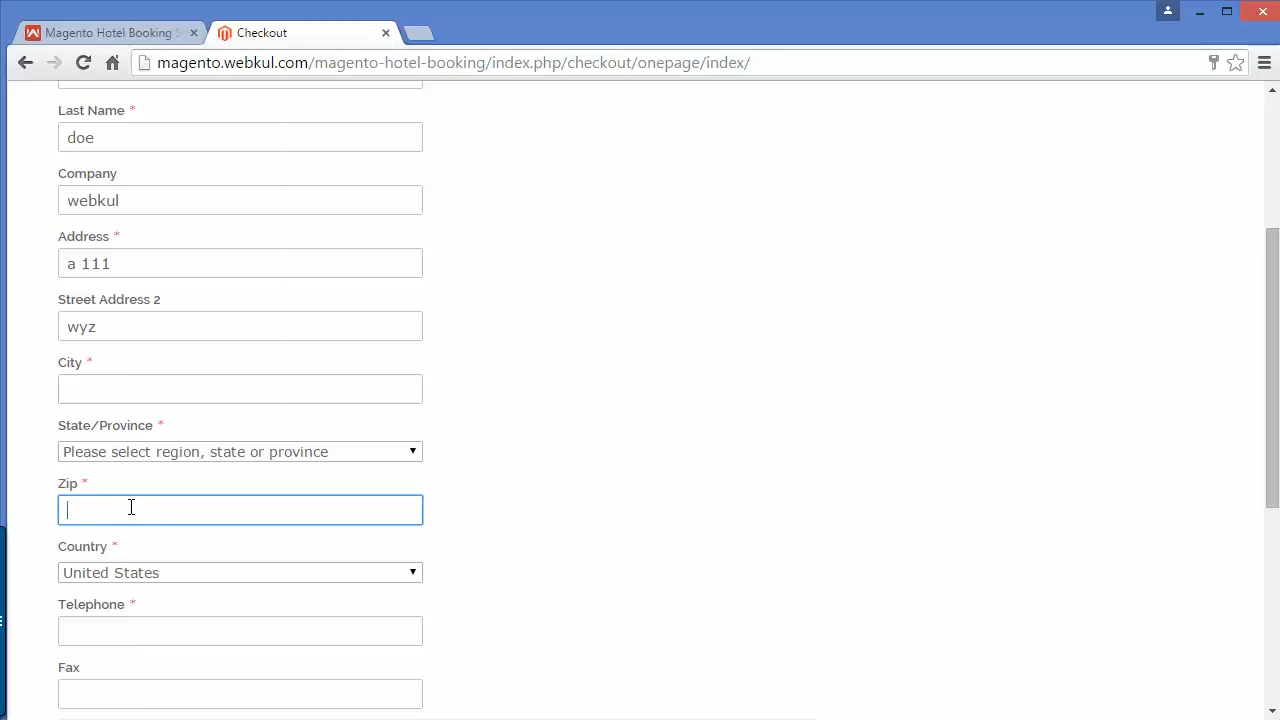 Magento Hotel Booking S
Checkout
magento.webkul.com/magento-hotel-booking/index.php/checkout/onepage/index/
Last Name *
doe
Company
webkul
Address *
a 111
Street Address 2
wyz
City *
State/Province *
Please select region, state or province
Zip *
Country *
United States
Telephone *
Fax